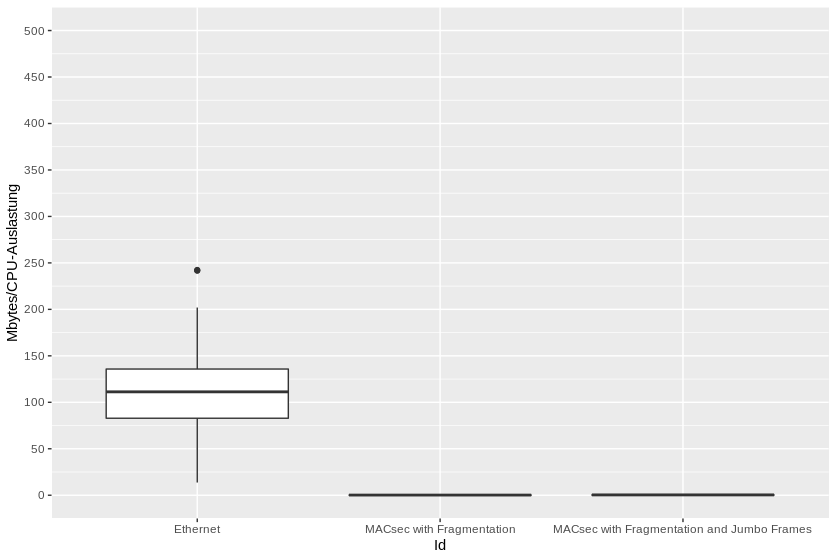 Mbytes/CPU-Auslastung
500
450
400
350
300
250
200
150
100
50
0
Ethernet
MACsec with Fragmentation
MACsec with Fragmentation and Jumbo Frames
Id